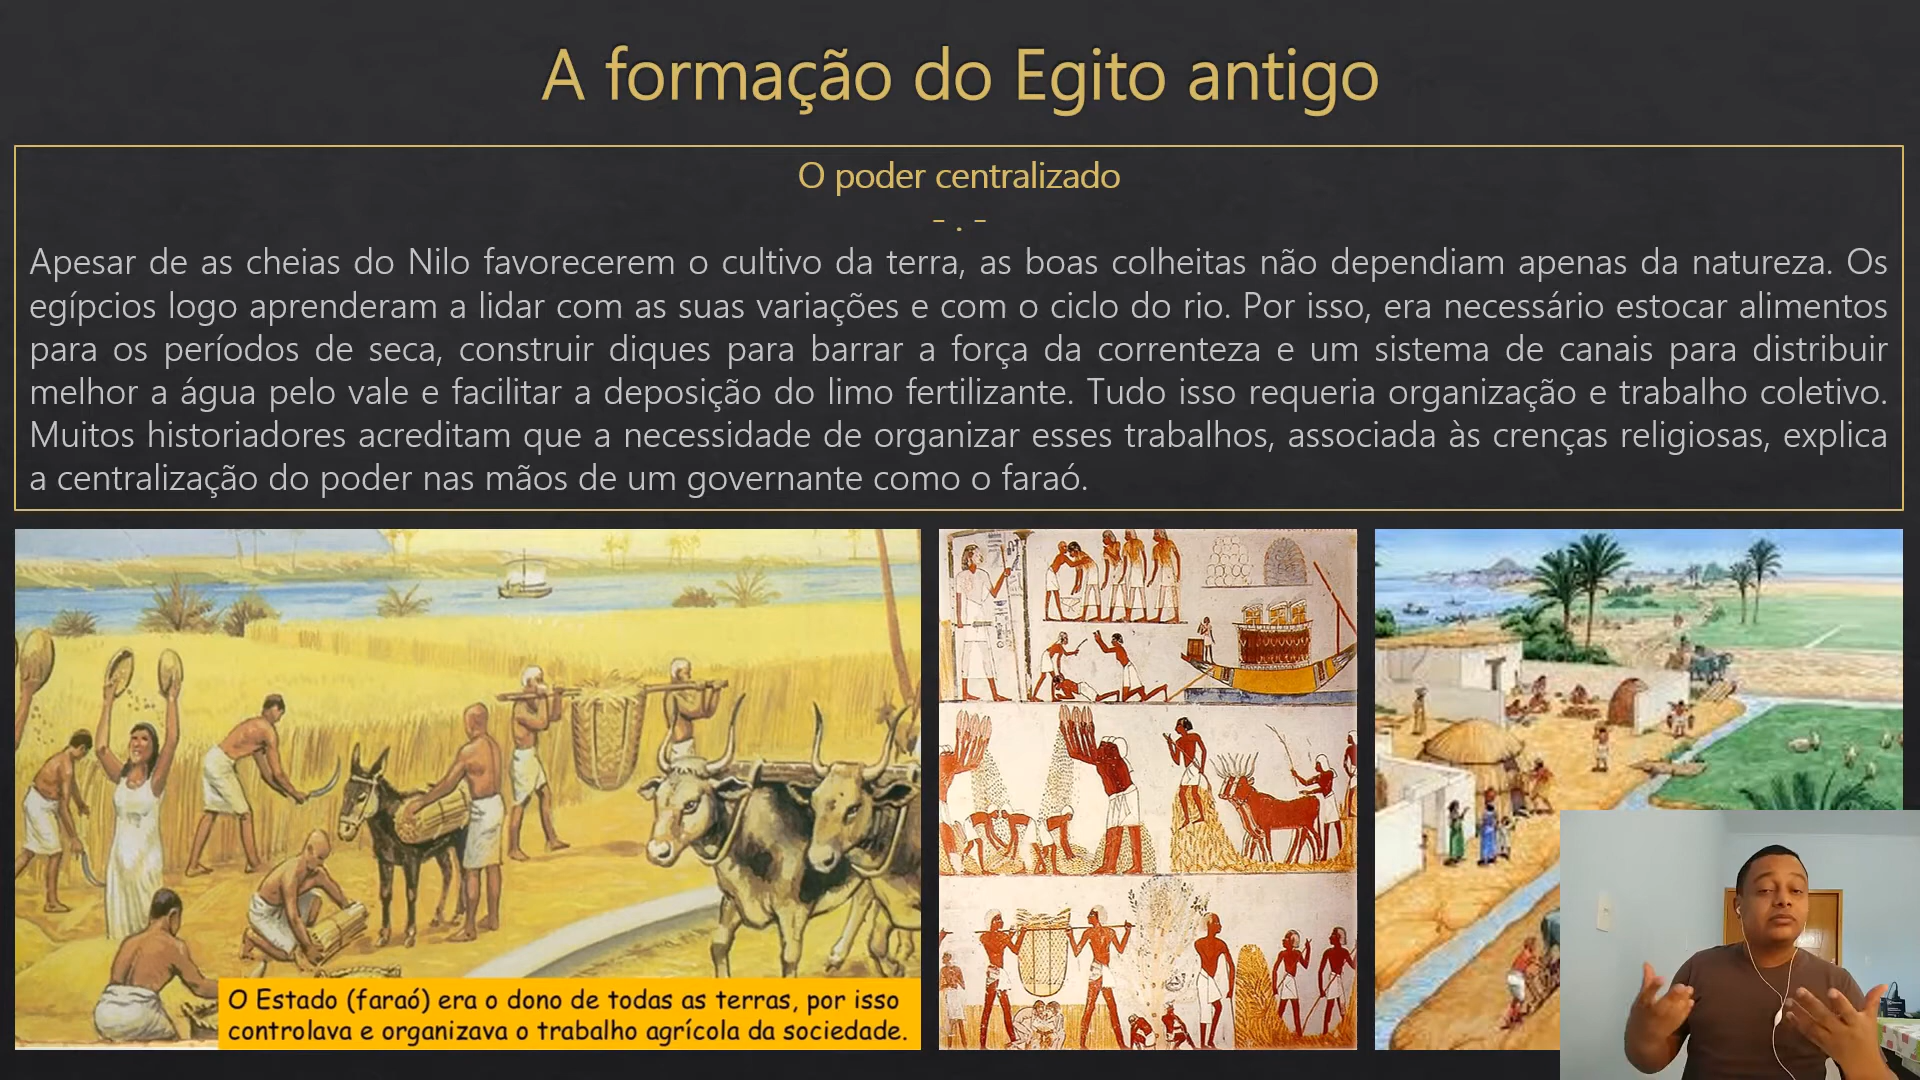 A formação do Egito antigo
O poder centralizado
- . -
Apesar de as cheias do Nilo favorecerem o cultivo da terra, as boas colheitas não dependiam apenas da natureza. Os
egípcios logo aprenderam a lidar com as suas variações e com o ciclo do rio. Por isso, era necessário estocar alimentos
para os períodos de seca, construir diques para barrar a força da correnteza e um sistema de canais para distribuir
melhor a água pelo vale e facilitar a deposição do limo fertilizante. Tudo isso requeria organização e trabalho coletivo.
Muitos historiadores acreditam que a necessidade de organizar esses trabalhos, associada às crenças religiosas, explica
a centralização do poder nas mãos de um governante como o faraó.
O Estado (faraó) era o dono de todas as terras, por isso
controlava e organizava o trabalho agrícola da sociedade.